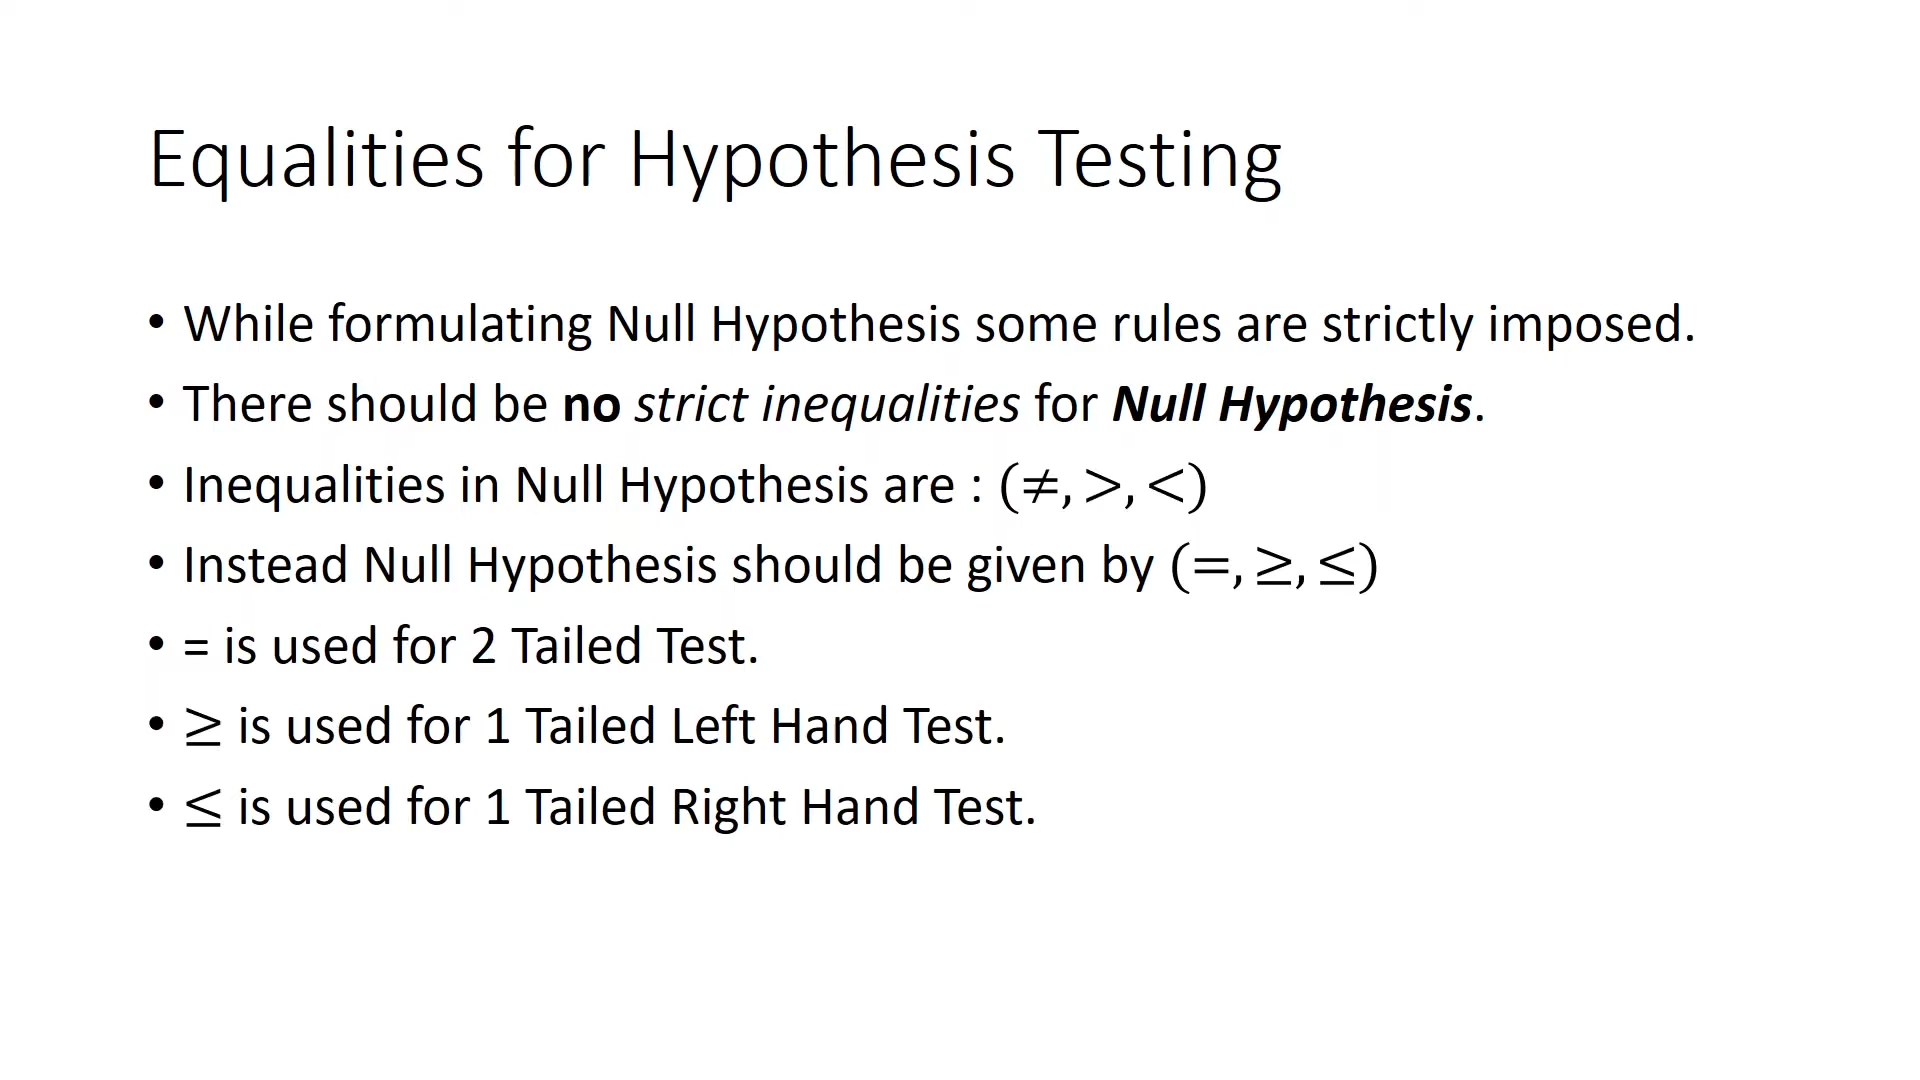 Equalities for Hypothesis Testing
• While formulating Null Hypothesis some rules are strictly imposed.
• There should be no strict inequalities for Null Hypothesis.
• Inequalities in Null Hypothesis are : (≠, >, <)
• Instead Null Hypothesis should be given by (=, ≥, ≤)
• = is used for 2 Tailed Test.
• ≥ is used for 1 Tailed Left Hand Test.
• ≤ is used for 1 Tailed Right Hand Test.